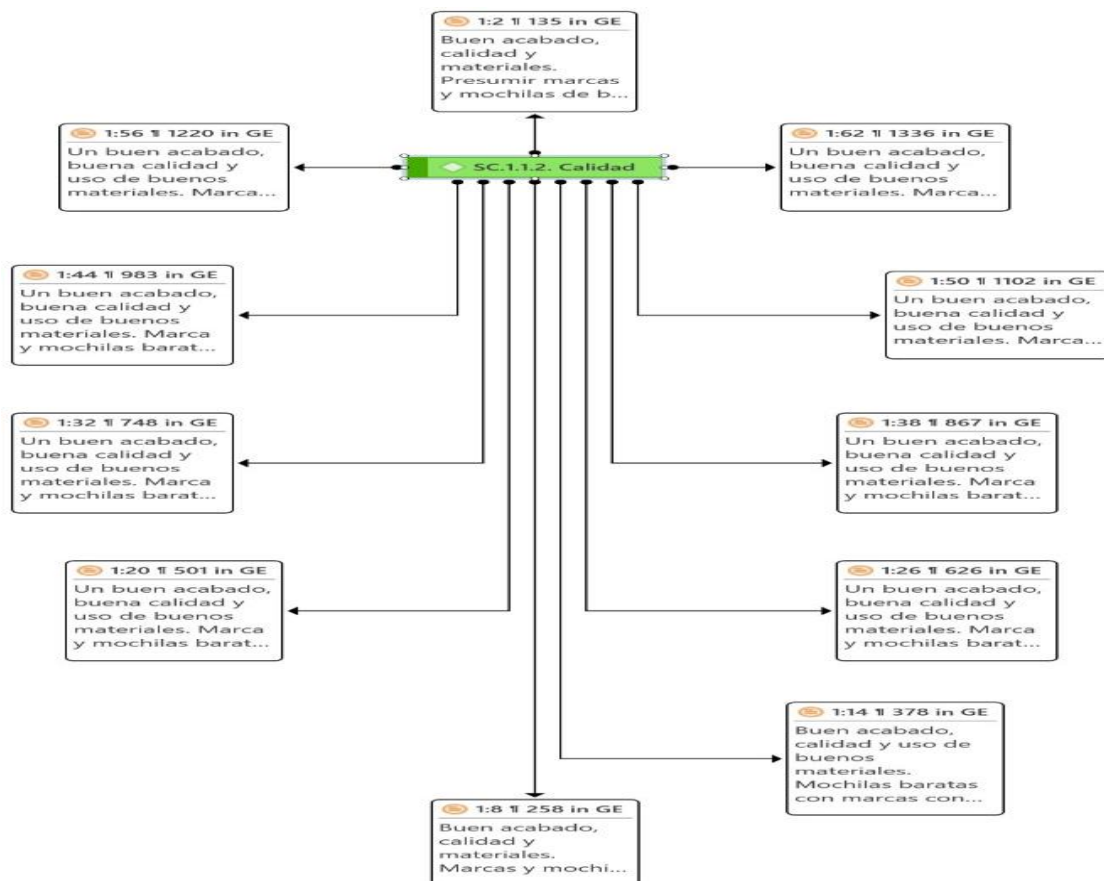 1:2 ¶ 135 in GE
Buen acabado,
calidad y
materiales.
Presumir marcas
y mochilas de b...
1:56 ¶ 1220 in GE
Un buen acabado,
buena calidad y
uso de buenos
materiales. Marca...
SC.1.1.2. Calidad
1:62 ¶ 1336 in GE
Un buen acabado,
buena calidad y
uso de buenos
materiales. Marca...
1:44 ¶ 983 in GE
Un buen acabado,
buena calidad y
uso de buenos
materiales. Marca
y mochilas barat...
1:50 ¶ 1102 in GE
Un buen acabado,
buena calidad y
uso de buenos
materiales. Marca...
1:32 ¶ 748 in GE
Un buen acabado,
buena calidad y
uso de buenos
materiales. Marca
y mochilas barat...
1:38 ¶ 867 in GE
Un buen acabado,
buena calidad y
uso de buenos
materiales. Marca
y mochilas barat...
1:20 ¶ 501 in GE
Un buen acabado,
buena calidad y
uso de buenos
materiales. Marca
y mochilas barat...
1:26 ¶ 626 in GE
Un buen acabado,
buena calidad y
uso de buenos
materiales. Marca
y mochilas barat...
1:14 ¶ 378 in GE
Buen acabado,
calidad y uso de
buenos
materiales.
Mochilas baratas
con marcas con...
1:8 ¶ 258 in GE
Buen acabado,
calidad y
materiales.
Marcas y mochi...